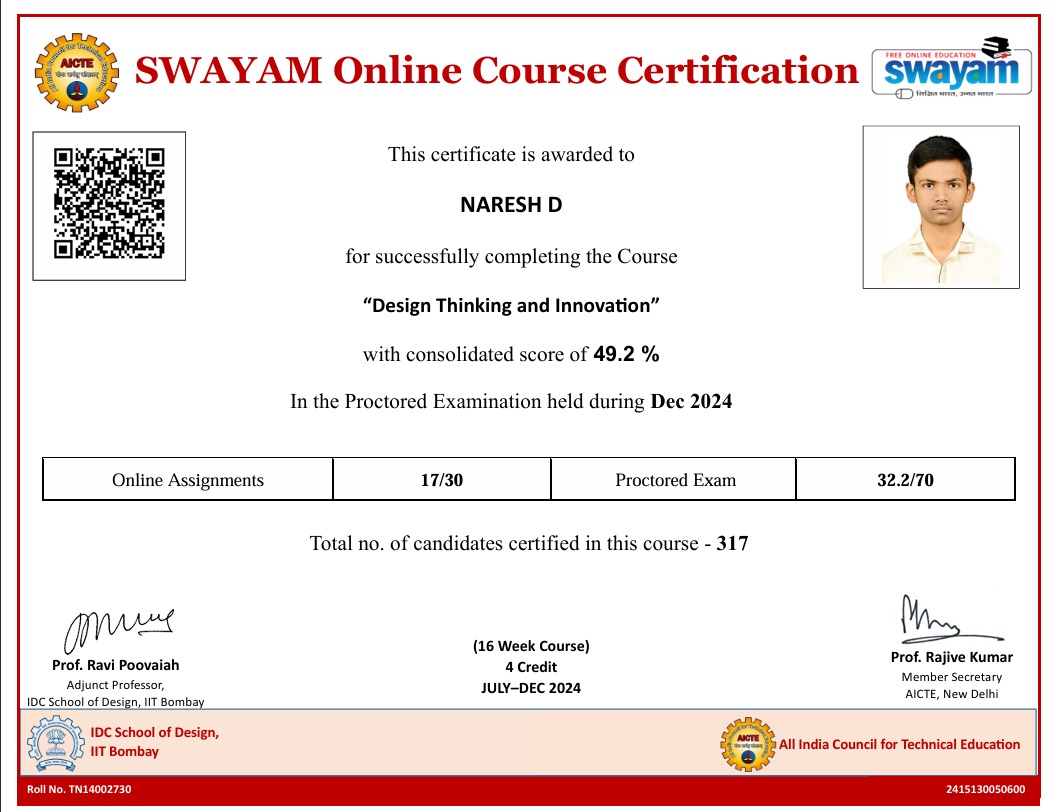 SWAYAM Online Course Certification
AICTE
FREE ONLINE EDUCATION
swayam
शिक्षित भारत, उन्नत भारत
This certificate is awarded to
NARESH D
for successfully completing the Course
“Design Thinking and Innovation”
with consolidated score of 49.2 %
In the Proctored Examination held during Dec 2024
Online Assignments 17/30 Proctored Exam 32.2/70
Total no. of candidates certified in this course - 317
Prof. Ravi Poovaiah
Adjunct Professor,
IDC School of Design, IIT Bombay
(16 Week Course)
4 Credit
JULY–DEC 2024
Prof. Rajive Kumar
Member Secretary
AICTE, New Delhi
IDC School of Design,
IIT Bombay
AICTE
All India Council for Technical Education
Roll No. TN14002730
2415130050600